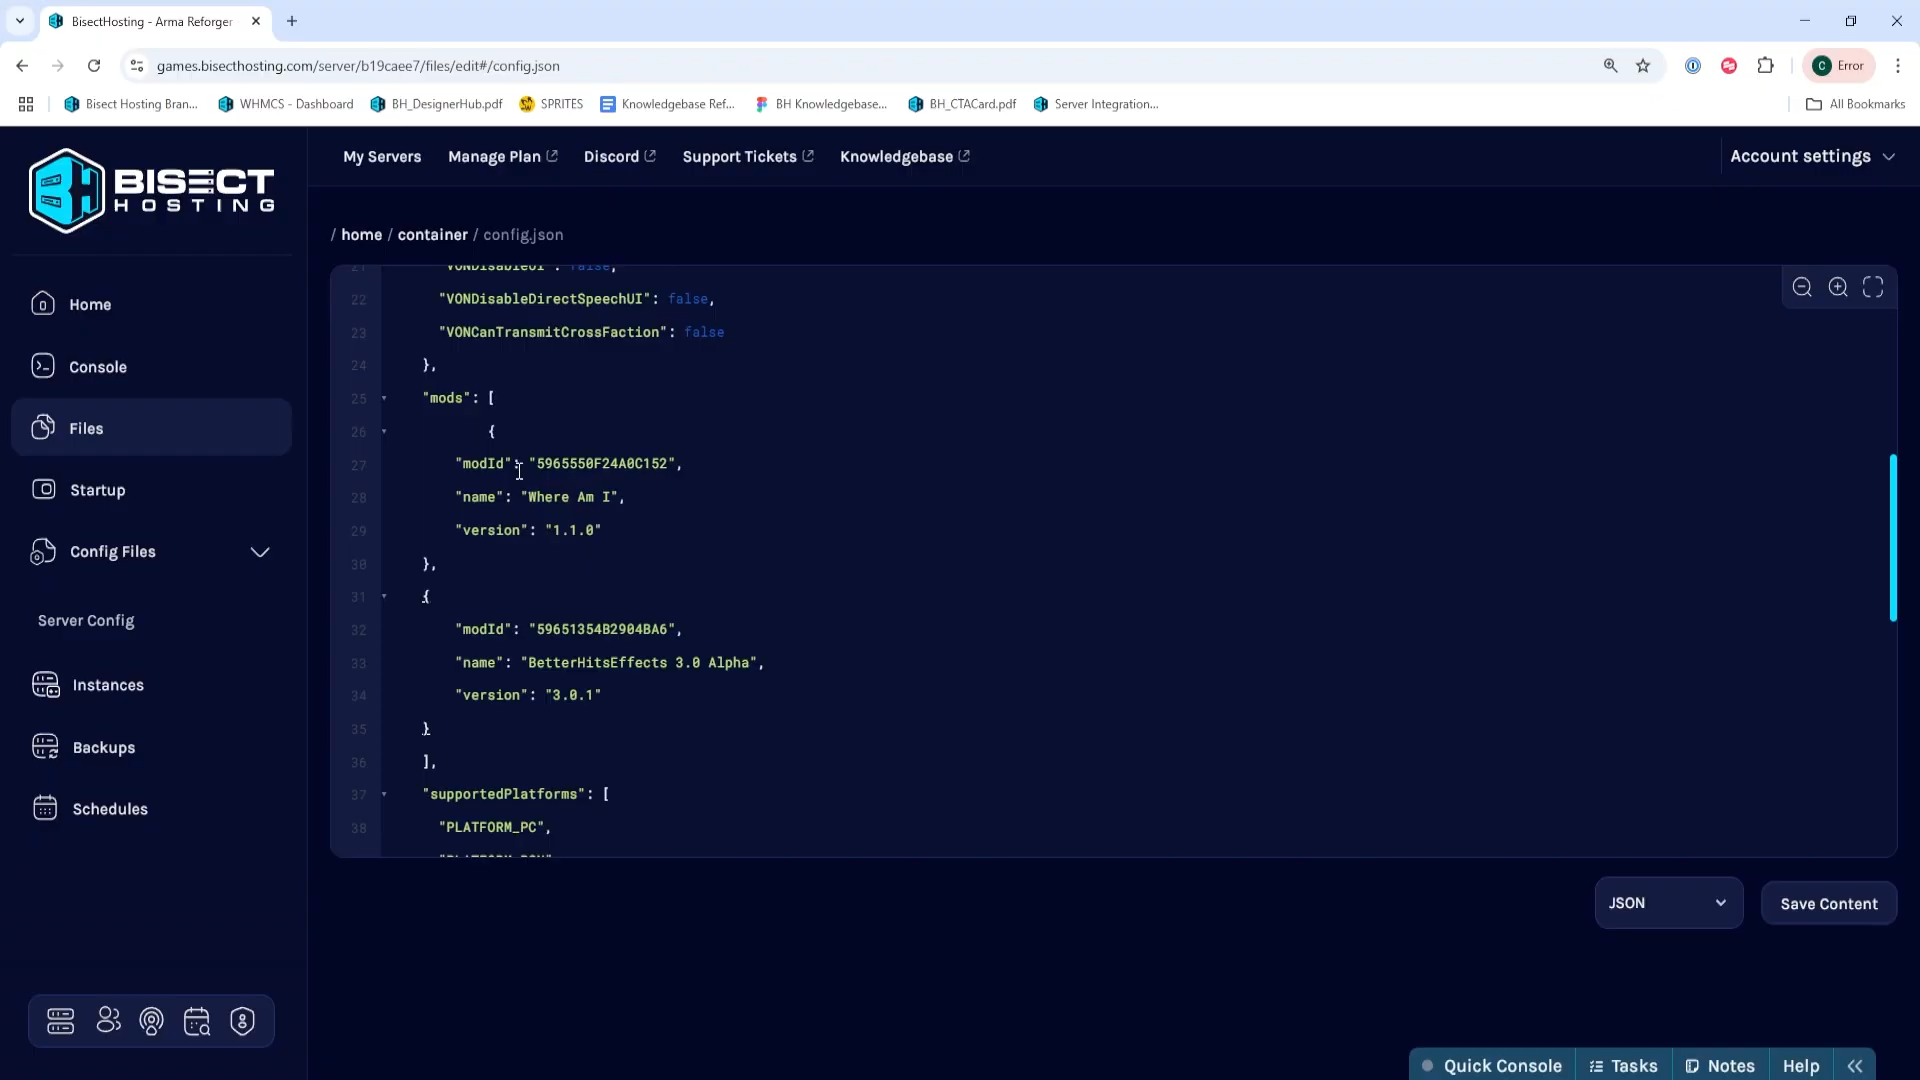 BisectHosting - Arma Reforger
games.bisecthosting.com/server/b19caee7/files/edit#/config.json
C Error
Bisect Hosting Bran...
WHMCS - Dashboard
BH_DesignerHub.pdf
SPRITES
Knowledgebase Ref...
BH Knowledgebase...
BH_CTACard.pdf
Server Integration...
All Bookmarks
BISECT
HOSTING
My Servers
Manage Plan
Discord
Support Tickets
Knowledgebase
Account settings
/ home / container / config.json
Home
Console
Files
Startup
Config Files
Server Config
Instances
Backups
Schedules
21 "VONDisableUI": false,
22 "VONDisableDirectSpeechUI": false,
23 "VONCanTransmitCrossFaction": false
24 },
25 "mods": [
26 {
27 "modId": "5965550F24A0C152",
28 "name": "Where Am I",
29 "version": "1.1.0"
30 },
31 {
32 "modId": "59651354B2904BA6",
33 "name": "BetterHitsEffects 3.0 Alpha",
34 "version": "3.0.1"
35 }
36 ],
37 "supportedPlatforms": [
38 "PLATFORM_PC",
JSON
Save Content
Quick Console
Tasks
Notes
Help